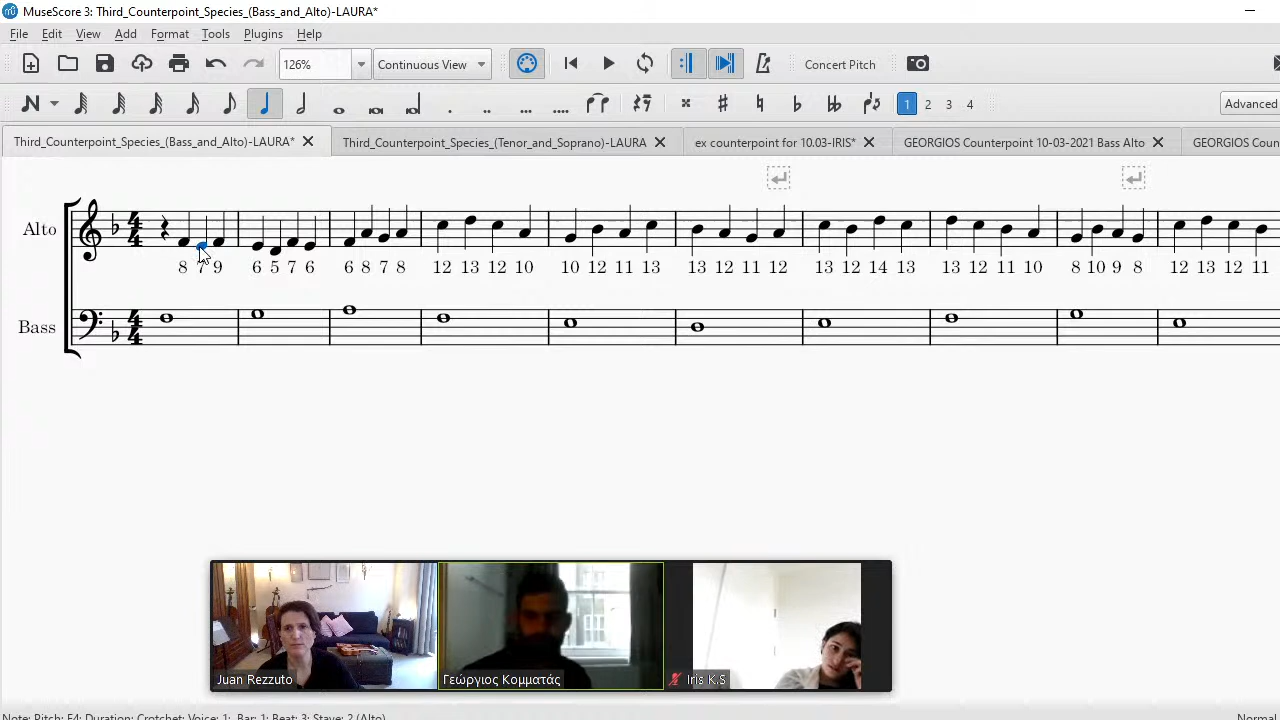 MuseScore 3: Third_Counterpoint_Species_(Bass_and_Alto)-LAURA*
File Edit View Add Format Tools Plugins Help
126% Continuous View Concert Pitch
1 2 3 4 Advanced
Third_Counterpoint_Species_(Bass_and_Alto)-LAURA* Third_Counterpoint_Species_(Tenor_and_Soprano)-LAURA ex counterpoint for 10.03-IRIS* GEORGIOS Counterpoint 10-03-2021 Bass Alto GEORGIOS Coun
Alto
8 7 9 6 5 7 6 6 8 7 8 12 13 12 10 10 12 11 13 13 12 11 12 13 12 14 13 13 12 11 10 8 10 9 8 12 13 12 11
Bass
Juan Rezzuto Γεώργιος Κομματάς Iris K.S
Note; Pitch: E4; Duration: Crotchet; Voice: 1; Bar: 1; Beat: 3; Stave: 2 (Alto) Normal